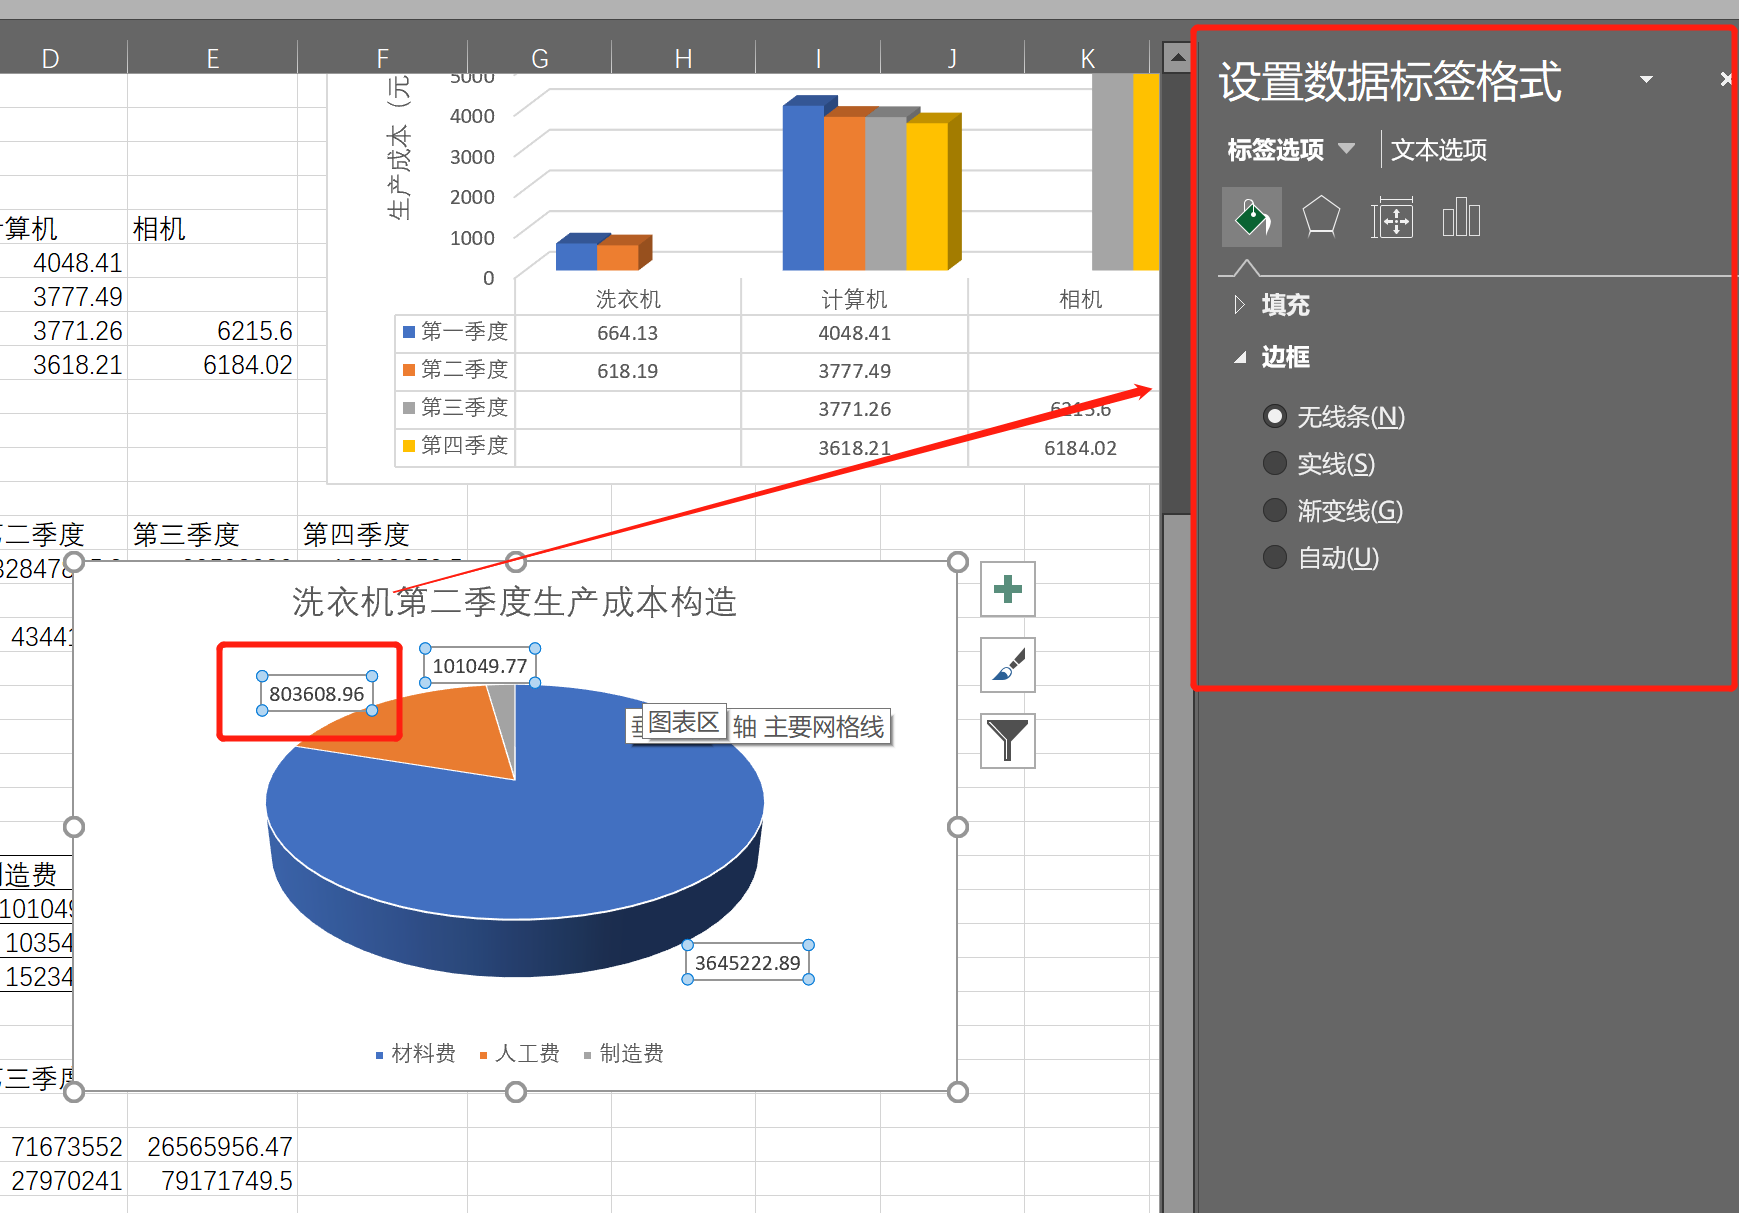 D E F G H I J K
生产成本（元
5000
4000
3000
2000
1000
0
洗衣机 计算机 相机
第一季度 664.13 4048.41
第二季度 618.19 3777.49
第三季度 3771.26 6215.6
第四季度 3618.21 6184.02
算机 相机
4048.41
3777.49
3771.26 6215.6
3618.21 6184.02
二季度 第三季度 第四季度
4344
洗衣机第二季度生产成本构造
803608.96
101049.77
图表区
轴 主要网格线
3645222.89
材料费 人工费 制造费
造费
10104
10354
15234
三季
71673552 26565956.47
27970241 79171749.5
设置数据标签格式
标签选项 文本选项
填充
边框
无线条(N)
实线(S)
渐变线(G)
自动(U)